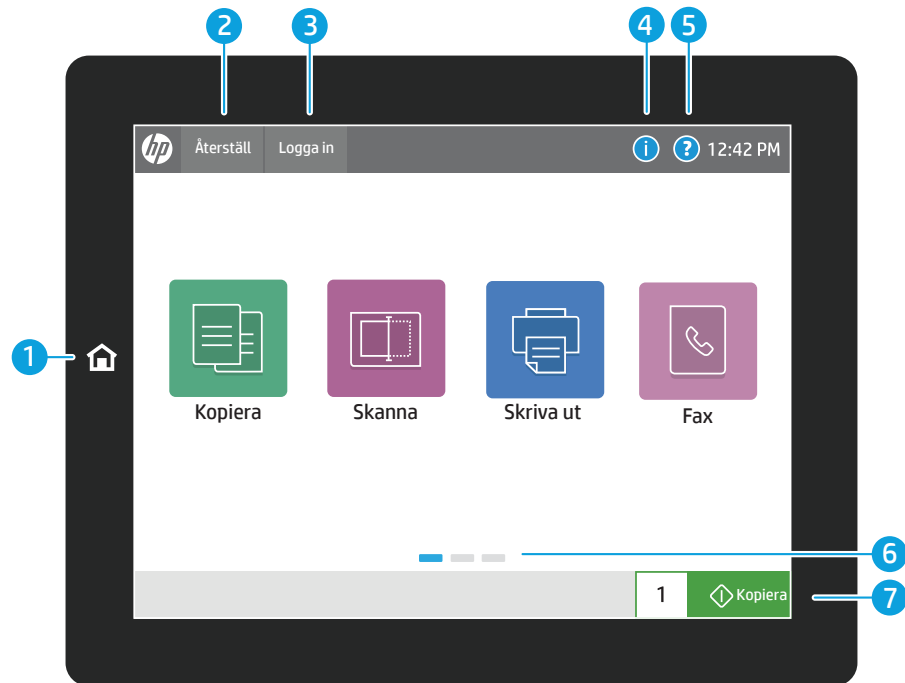 2 3 4 5
hp Återställ Logga in i ? 12:42 PM
1
Kopiera Skanna Skriva ut Fax
6
1 Kopiera 7